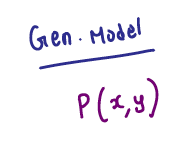 Gen. Model
P(x,y)